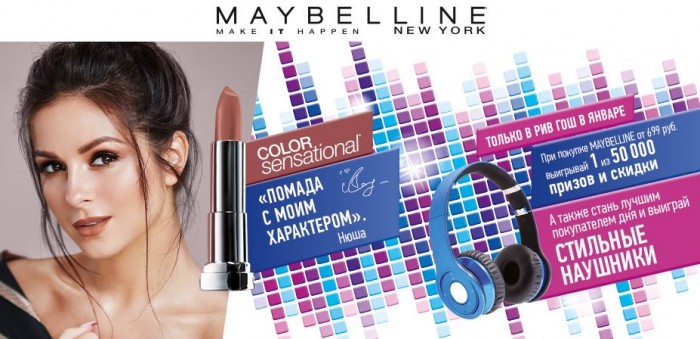 MAYBELLINE
MAKE IT HAPPEN NEW YORK
COLOR
sensational
«ПОМАДА
С МОИМ
ХАРАКТЕРОМ».
Нюша
ТОЛЬКО В РИВ ГОШ В ЯНВАРЕ
При покупке MAYBELLINE от 699 руб.
выигрывай 1 из 50 000
призов и скидки
А также стань лучшим
покупателем дня и выиграй
СТИЛЬНЫЕ
НАУШНИКИ